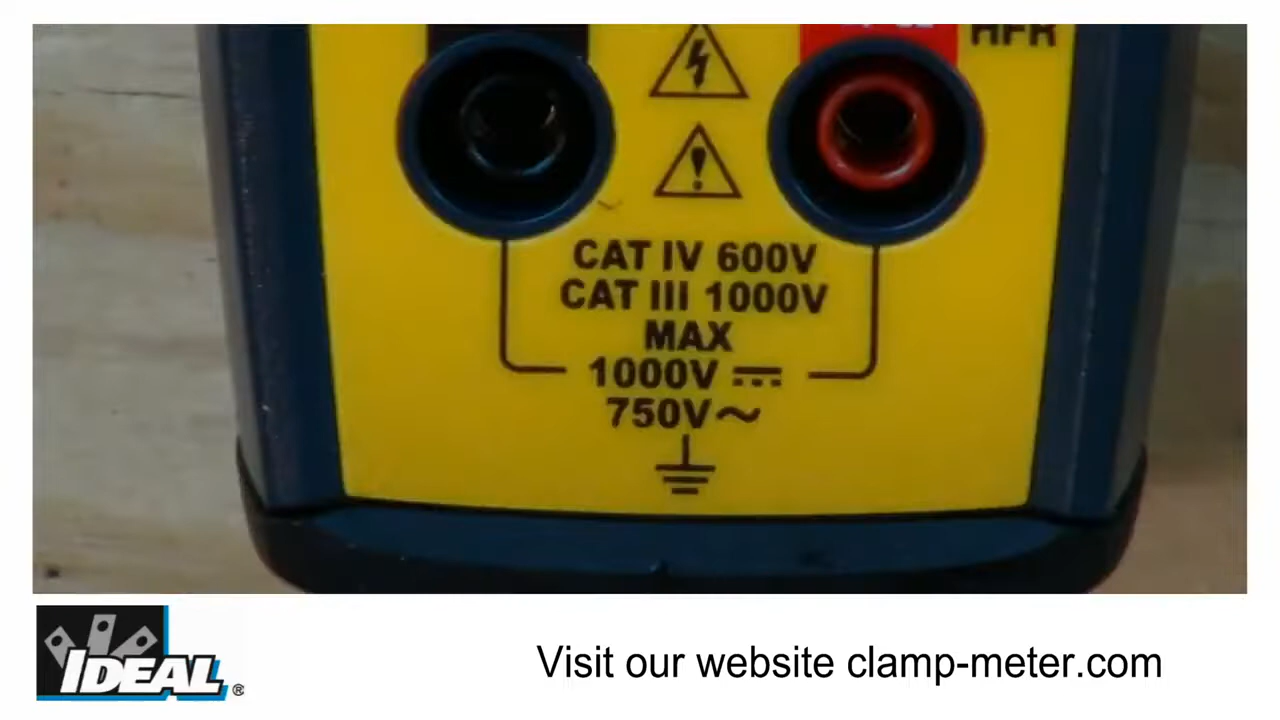 HFR
CAT IV 600V
CAT III 1000V
MAX
1000V
750V~
IDEAL®
Visit our website clamp-meter.com